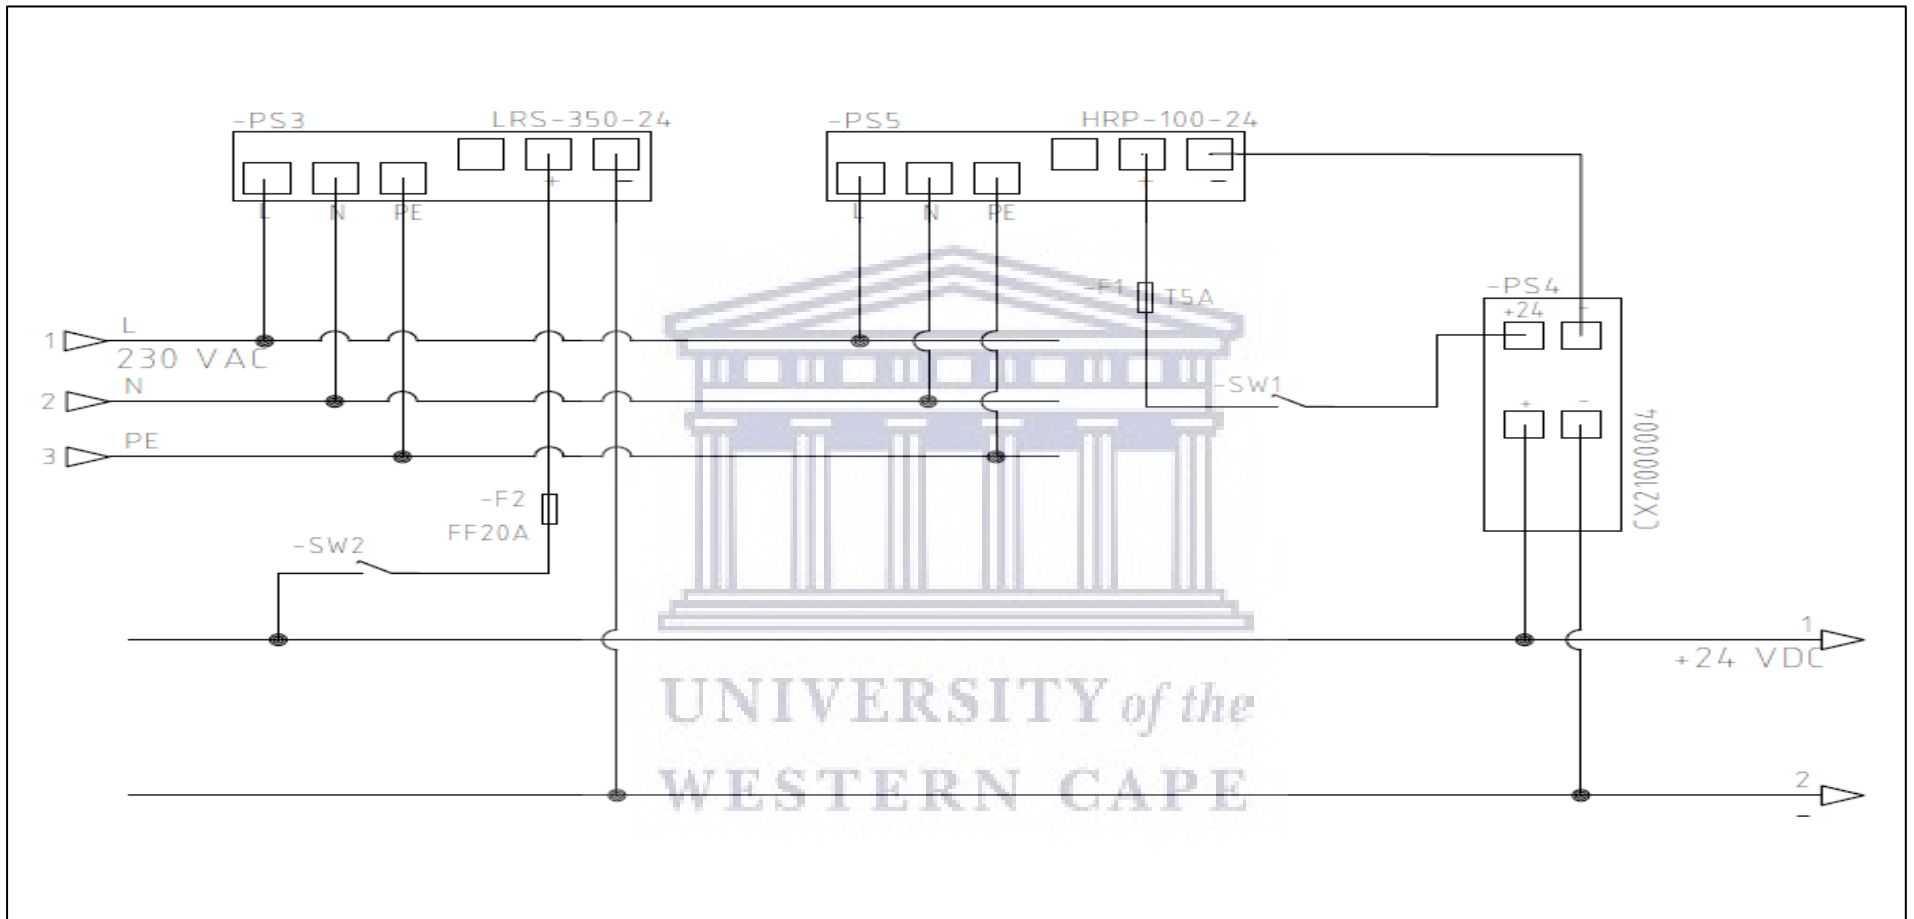 -PS3 LRS-350-24
+ -
L N PE
-PS5 HRP-100-24
+ -
L N PE
-F1 T5A
-PS4
+24 -
+ -
CX21000004
-SW1
1 L
230 VAC
2 N
3 PE
-F2
FF20A
-SW2
1
+24 VDC
2
-
UNIVERSITY of the
WESTERN CAPE